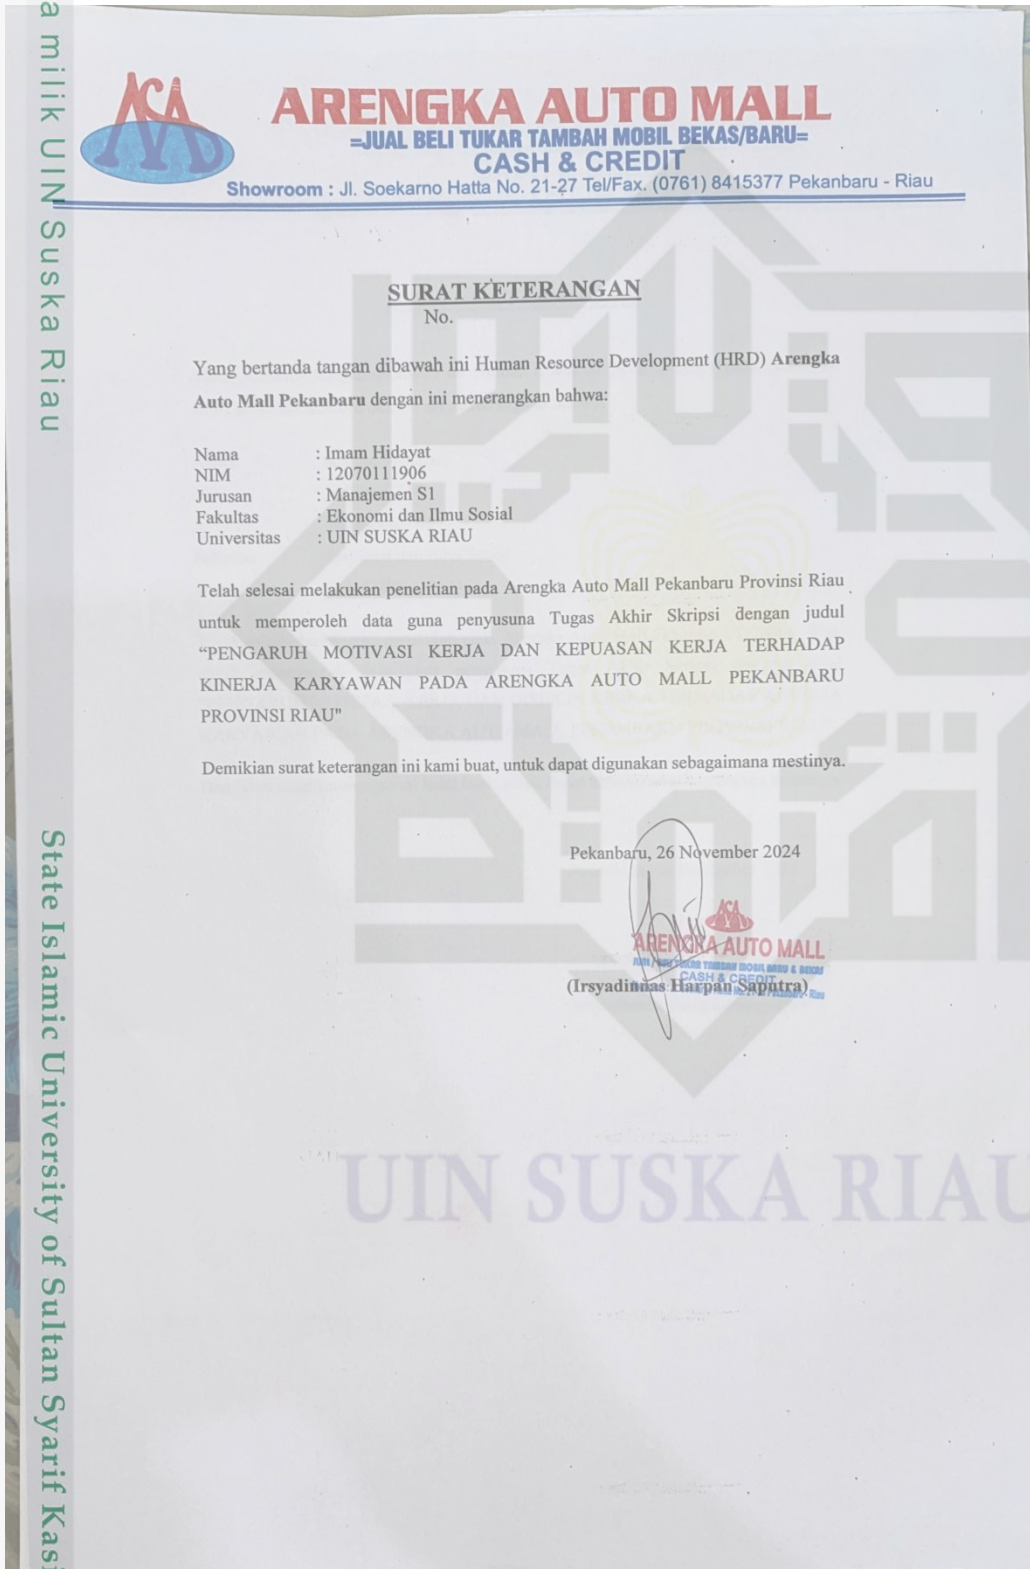 a milik UIN Suska Riau
State Islamic University of Sultan Syarif Kasi
ACA
ARENGKA AUTO MALL
=JUAL BELI TUKAR TAMBAH MOBIL BEKAS/BARU=
CASH & CREDIT
Showroom : Jl. Soekarno Hatta No. 21-27 Tel/Fax. (0761) 8415377 Pekanbaru - Riau
SURAT KETERANGAN
No.
Yang bertanda tangan dibawah ini Human Resource Development (HRD) Arengka
Auto Mall Pekanbaru dengan ini menerangkan bahwa:
Nama : Imam Hidayat
NIM : 12070111906
Jurusan : Manajemen S1
Fakultas : Ekonomi dan Ilmu Sosial
Universitas : UIN SUSKA RIAU
Telah selesai melakukan penelitian pada Arengka Auto Mall Pekanbaru Provinsi Riau
untuk memperoleh data guna penyusuna Tugas Akhir Skripsi dengan judul
“PENGARUH MOTIVASI KERJA DAN KEPUASAN KERJA TERHADAP
KINERJA KARYAWAN PADA ARENGKA AUTO MALL PEKANBARU
PROVINSI RIAU"
Demikian surat keterangan ini kami buat, untuk dapat digunakan sebagaimana mestinya.
Pekanbaru, 26 November 2024
ARENGKA AUTO MALL
TUKAR TAMBAH MOBIL BARU & BEKAS
CASH & CREDIT
(Irsyadinnas Harpan Saputra)
UIN SUSKA RIAU